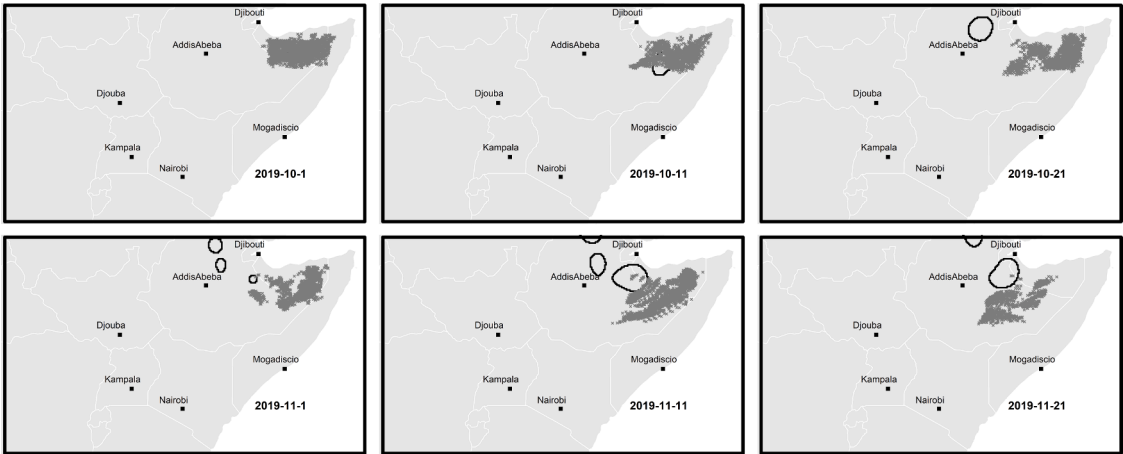 Djibouti
AddisAbeba
Djouba
Mogadiscio
Kampala
Nairobi
2019-10-1
Djibouti
AddisAbeba
Djouba
Mogadiscio
Kampala
Nairobi
2019-10-11
Djibouti
AddisAbeba
Djouba
Mogadiscio
Kampala
Nairobi
2019-10-21
Djibouti
AddisAbeba
Djouba
Mogadiscio
Kampala
Nairobi
2019-11-1
Djibouti
AddisAbeba
Djouba
Mogadiscio
Kampala
Nairobi
2019-11-11
Djibouti
AddisAbeba
Djouba
Mogadiscio
Kampala
Nairobi
2019-11-21